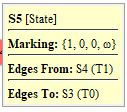 S5 [State]
Marking: {1, 0, 0, ω}
Edges From: S4 (T1)
Edges To: S3 (T0)